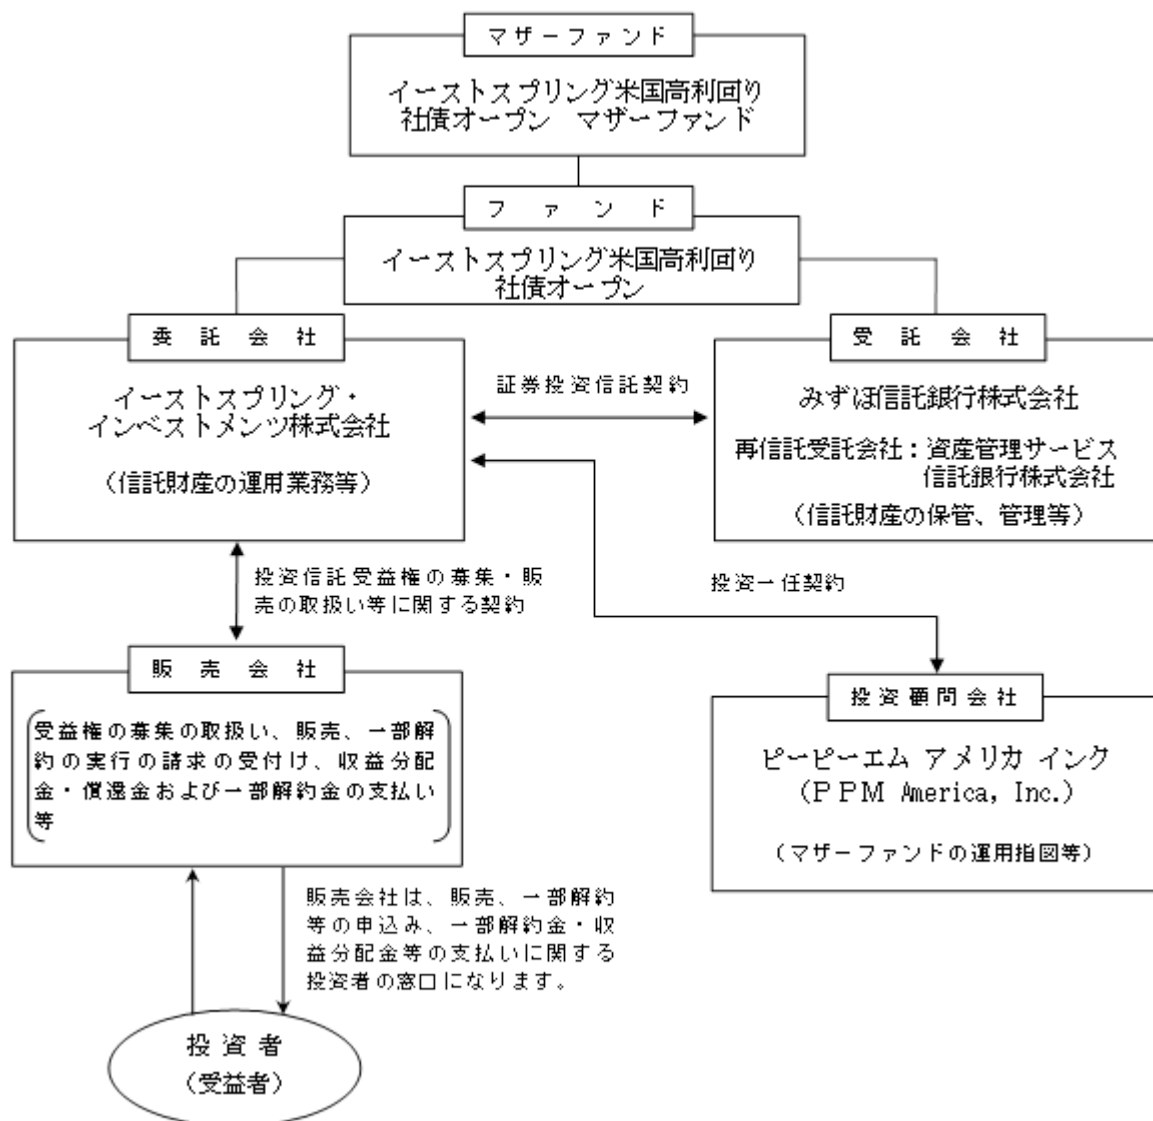 マザーファンド
イーストスプリング米国高利回り
社債オープン　マザーファンド
ファンド
イーストスプリング米国高利回り
社債オープン
委託会社
イーストスプリング・
インベストメンツ株式会社
（信託財産の運用業務等）
証券投資信託契約
受託会社
みずほ信託銀行株式会社
再信託受託会社：資産管理サービス
信託銀行株式会社
（信託財産の保管、管理等）
投資信託受益権の募集・販
売の取扱い等に関する契約
投資一任契約
販売会社
受益権の募集の取扱い、販売、一部解
約の実行の請求の受付け、収益分配
金・償還金および一部解約金の支払い
等
投資顧問会社
ピーピーエム アメリカ インク
（ＰＰＭ America, Inc.）
（マザーファンドの運用指図等）
販売会社は、販売、一部解約
等の申込み、一部解約金・収
益分配金等の支払いに関する
投資者の窓口になります。
投資者
（受益者）